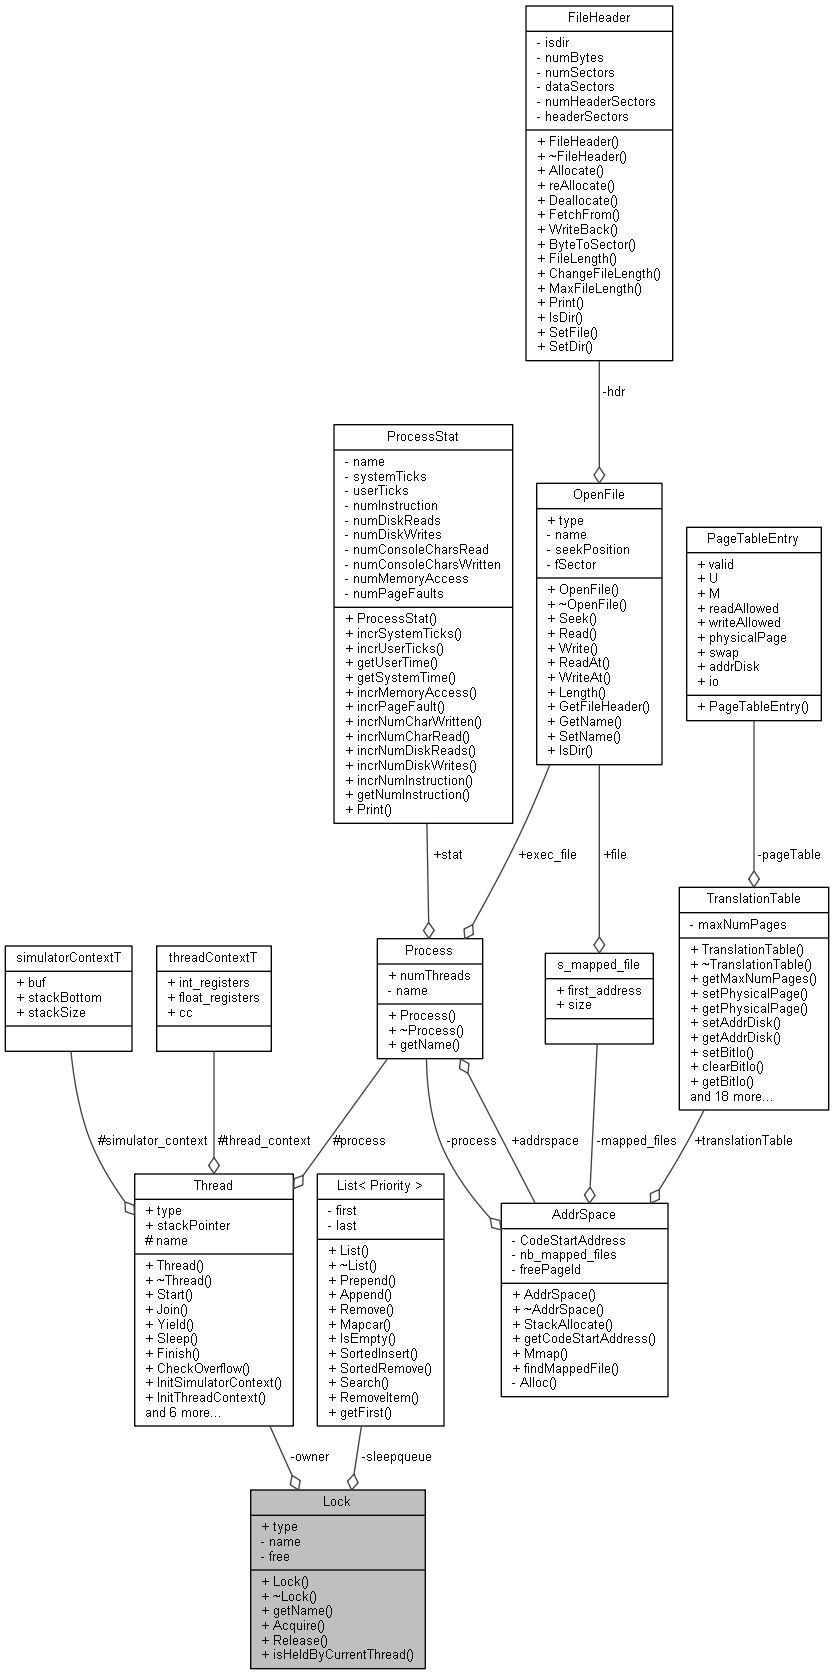 FileHeader
- isdir
- numBytes
- numSectors
- dataSectors
- numHeaderSectors
- headerSectors
+ FileHeader()
+ ~FileHeader()
+ Allocate()
+ reAllocate()
+ Deallocate()
+ FetchFrom()
+ WriteBack()
+ ByteToSector()
+ FileLength()
+ ChangeFileLength()
+ MaxFileLength()
+ Print()
+ IsDir()
+ SetFile()
+ SetDir()
-hdr
ProcessStat
- name
- systemTicks
- userTicks
- numInstruction
- numDiskReads
- numDiskWrites
- numConsoleCharsRead
- numConsoleCharsWritten
- numMemoryAccess
- numPageFaults
+ ProcessStat()
+ incrSystemTicks()
+ incrUserTicks()
+ getUserTime()
+ getSystemTime()
+ incrMemoryAccess()
+ incrPageFault()
+ incrNumCharWritten()
+ incrNumCharRead()
+ incrNumDiskReads()
+ incrNumDiskWrites()
+ incrNumInstruction()
+ getNumInstruction()
+ Print()
OpenFile
+ type
- name
- seekPosition
- fSector
+ OpenFile()
+ ~OpenFile()
+ Seek()
+ Read()
+ Write()
+ ReadAt()
+ WriteAt()
+ Length()
+ GetFileHeader()
+ GetName()
+ SetName()
+ IsDir()
PageTableEntry
+ valid
+ U
+ M
+ readAllowed
+ writeAllowed
+ physicalPage
+ swap
+ addrDisk
+ io
+ PageTableEntry()
+stat
+exec_file
+file
-pageTable
simulatorContextT
+ buf
+ stackBottom
+ stackSize
threadContextT
+ int_registers
+ float_registers
+ cc
Process
+ numThreads
- name
+ Process()
+ ~Process()
+ getName()
s_mapped_file
+ first_address
+ size
TranslationTable
- maxNumPages
+ TranslationTable()
+ ~TranslationTable()
+ getMaxNumPages()
+ setPhysicalPage()
+ getPhysicalPage()
+ setAddrDisk()
+ getAddrDisk()
+ setBitIo()
+ clearBitIo()
+ getBitIo()
and 18 more...
#simulator_context
#thread_context
#process
-process
+addrspace
-mapped_files
+translationTable
Thread
+ type
+ stackPointer
# name
+ Thread()
+ ~Thread()
+ Start()
+ Join()
+ Yield()
+ Sleep()
+ Finish()
+ CheckOverflow()
+ InitSimulatorContext()
+ InitThreadContext()
and 6 more...
List< Priority >
- first
- last
+ List()
+ ~List()
+ Prepend()
+ Append()
+ Remove()
+ Mapcar()
+ IsEmpty()
+ SortedInsert()
+ SortedRemove()
+ Search()
+ RemoveItem()
+ getFirst()
AddrSpace
- CodeStartAddress
- nb_mapped_files
- freePageId
+ AddrSpace()
+ ~AddrSpace()
+ StackAllocate()
+ getCodeStartAddress()
+ Mmap()
+ findMappedFile()
- Alloc()
-owner
-sleepqueue
Lock
+ type
- name
- free
+ Lock()
+ ~Lock()
+ getName()
+ Acquire()
+ Release()
+ isHeldByCurrentThread()